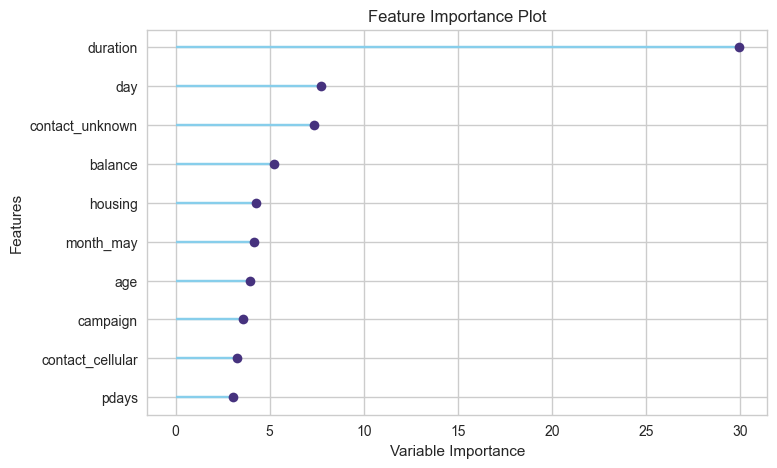 Feature Importance Plot
Features
duration
day
contact_unknown
balance
housing
month_may
age
campaign
contact_cellular
pdays
0 5 10 15 20 25 30
Variable Importance